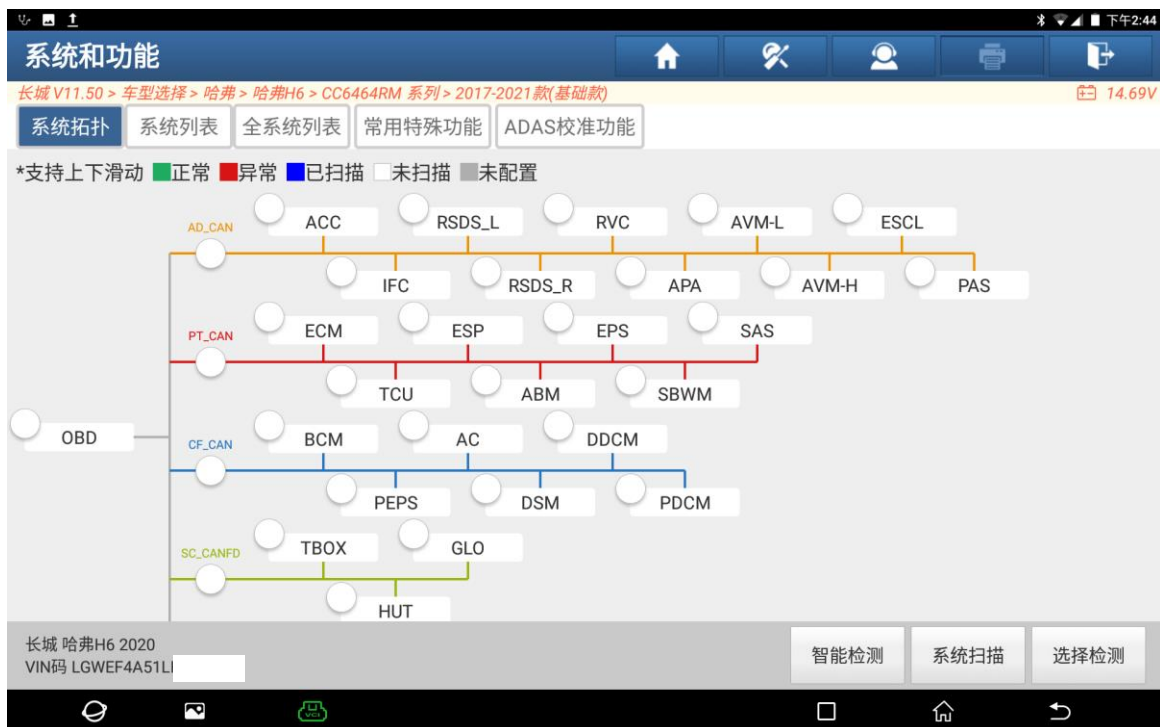 下午2:44
系统和功能
长城 V11.50 > 车型选择 > 哈弗 > 哈弗H6 > CC6464RM 系列 > 2017-2021款(基础款) 14.69V
系统拓扑 系统列表 全系统列表 常用特殊功能 ADAS校准功能
*支持上下滑动 正常 异常 已扫描 未扫描 未配置
AD_CAN ACC RSDS_L RVC AVM-L ESCL
IFC RSDS_R APA AVM-H PAS
PT_CAN ECM ESP EPS SAS
TCU ABM SBWM
OBD
CF_CAN BCM AC DDCM
PEPS DSM PDCM
SC_CANFD TBOX GLO
HUT
长城 哈弗H6 2020
VIN码 LGWEF4A51L
智能检测 系统扫描 选择检测
VCI